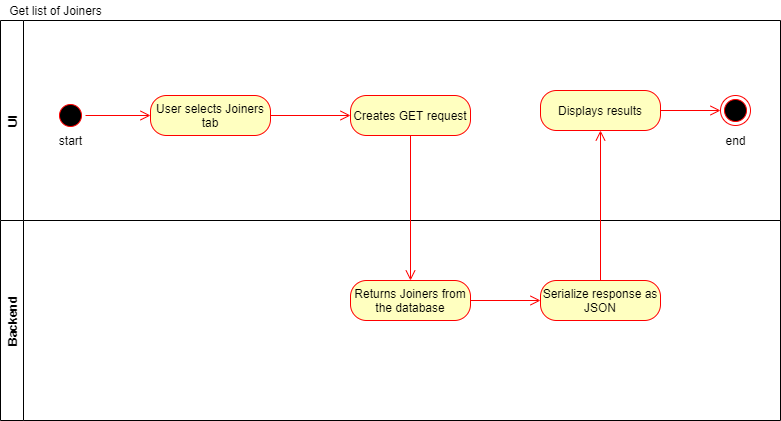 Get list of Joiners
UI
User selects Joiners
tab
Creates GET request
Displays results
start
end
Backend
Returns Joiners from
the database
Serialize response as
JSON